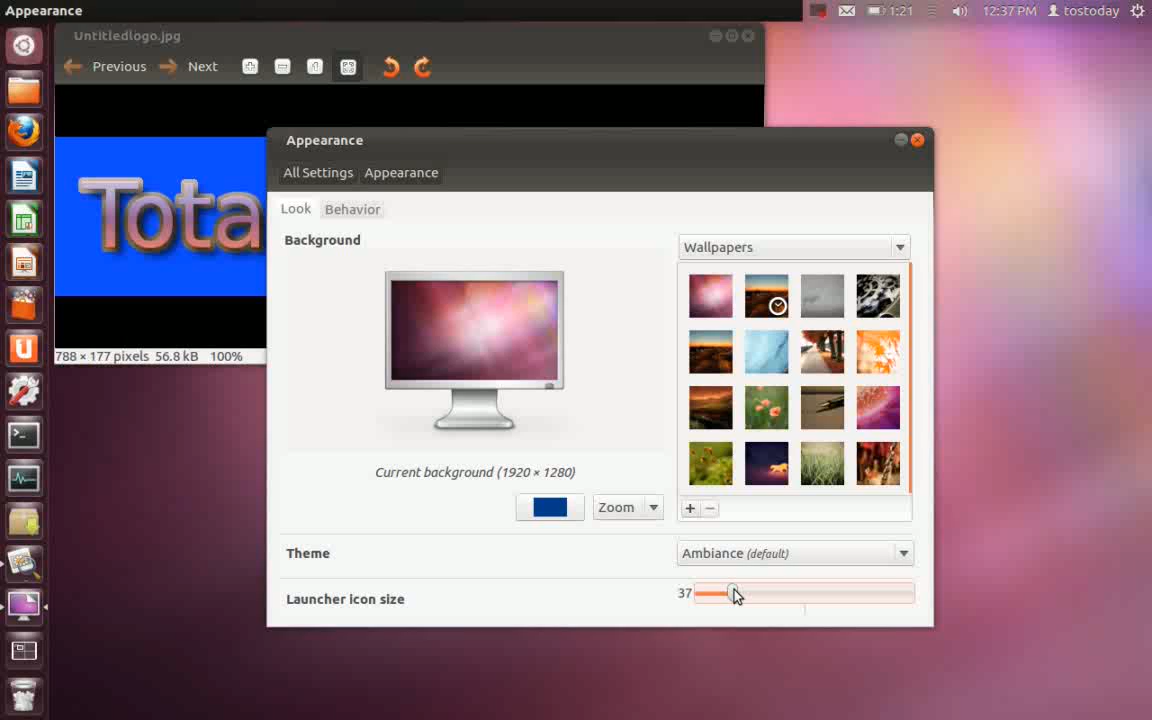 Appearance
1:21 12:37 PM tostoday
Untitledlogo.jpg
Previous Next
Tota
788 × 177 pixels 56.8 kB 100%
Appearance
All Settings Appearance
Look Behavior
Background
Wallpapers
Current background (1920 × 1280)
Zoom
Theme
Ambiance (default)
Launcher icon size
37